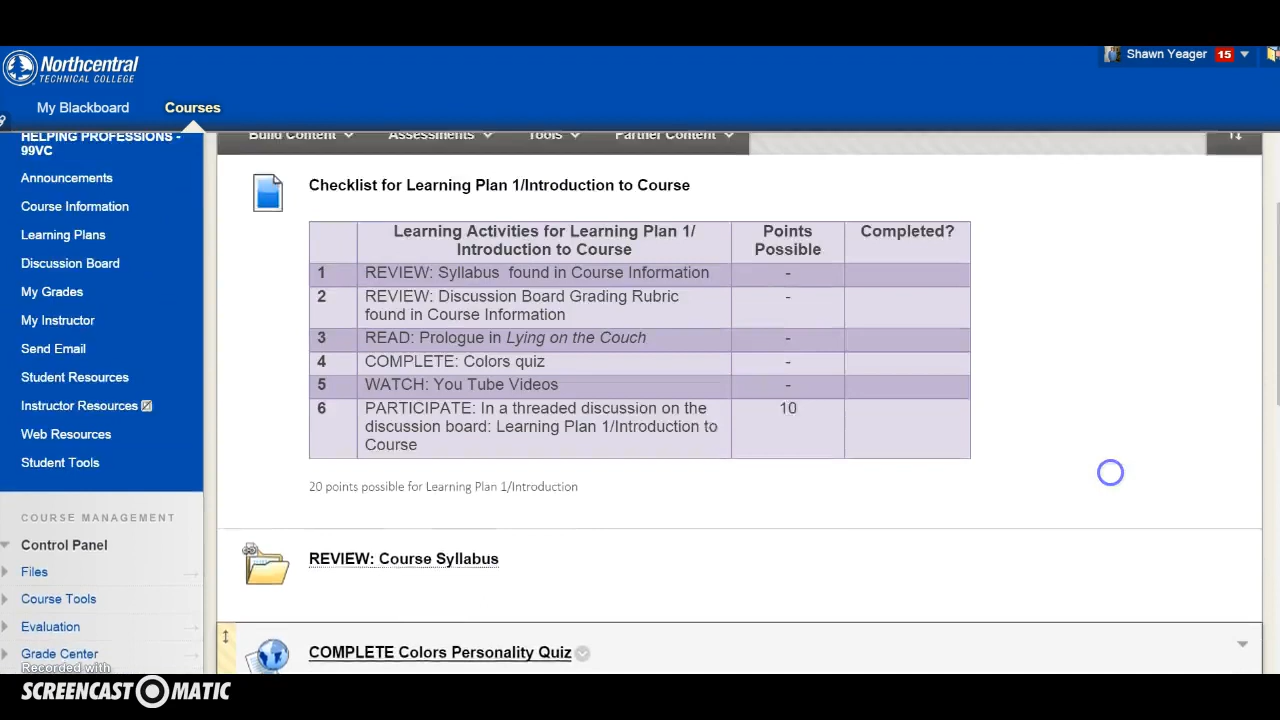 Northcentral
TECHNICAL COLLEGE
Shawn Yeager 15
My Blackboard Courses
HELPING PROFESSIONS -
99VC
Announcements
Course Information
Learning Plans
Discussion Board
My Grades
My Instructor
Send Email
Student Resources
Instructor Resources
Web Resources
Student Tools
COURSE MANAGEMENT
Control Panel
Files
Course Tools
Evaluation
Grade Center
Build Content Assessments Tools Partner Content
Checklist for Learning Plan 1/Introduction to Course
Learning Activities for Learning Plan 1/ Points Completed?
Introduction to Course Possible
1 REVIEW: Syllabus found in Course Information -
2 REVIEW: Discussion Board Grading Rubric -
found in Course Information
3 READ: Prologue in Lying on the Couch -
4 COMPLETE: Colors quiz -
5 WATCH: You Tube Videos -
6 PARTICIPATE: In a threaded discussion on the 10
discussion board: Learning Plan 1/Introduction to
Course
20 points possible for Learning Plan 1/Introduction
REVIEW: Course Syllabus
COMPLETE Colors Personality Quiz
Recorded with
SCREENCAST MATIC